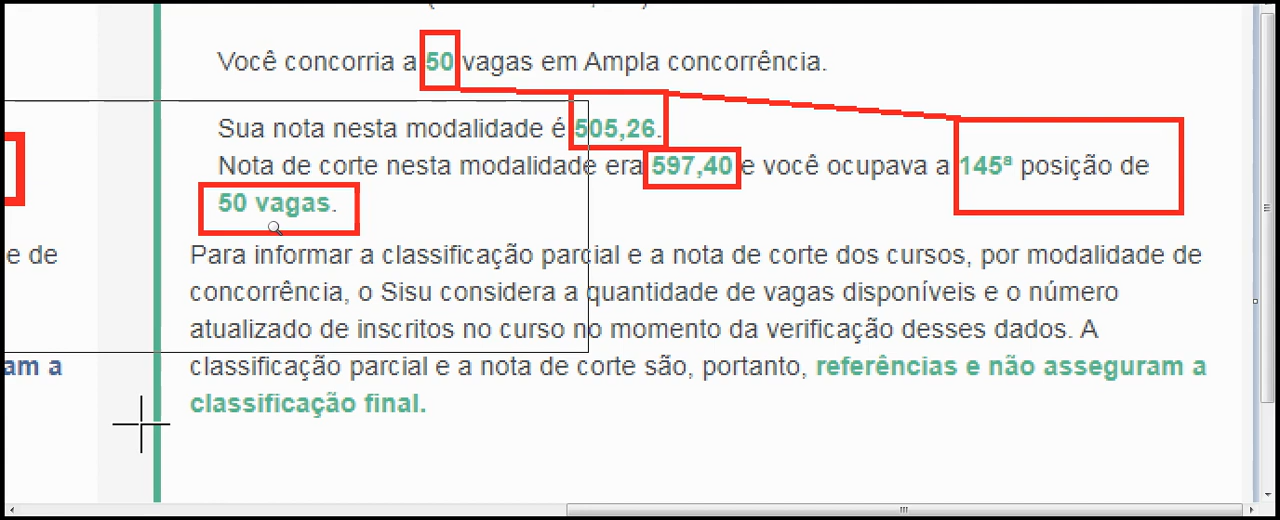 Você concorria a 50 vagas em Ampla concorrência.
Sua nota nesta modalidade é 505,26.
Nota de corte nesta modalidade era 597,40 e você ocupava a 145ª posição de
50 vagas.
e de
Para informar a classificação parcial e a nota de corte dos cursos, por modalidade de
concorrência, o Sisu considera a quantidade de vagas disponíveis e o número
atualizado de inscritos no curso no momento da verificação desses dados. A
am a
classificação parcial e a nota de corte são, portanto, referências e não asseguram a
classificação final.